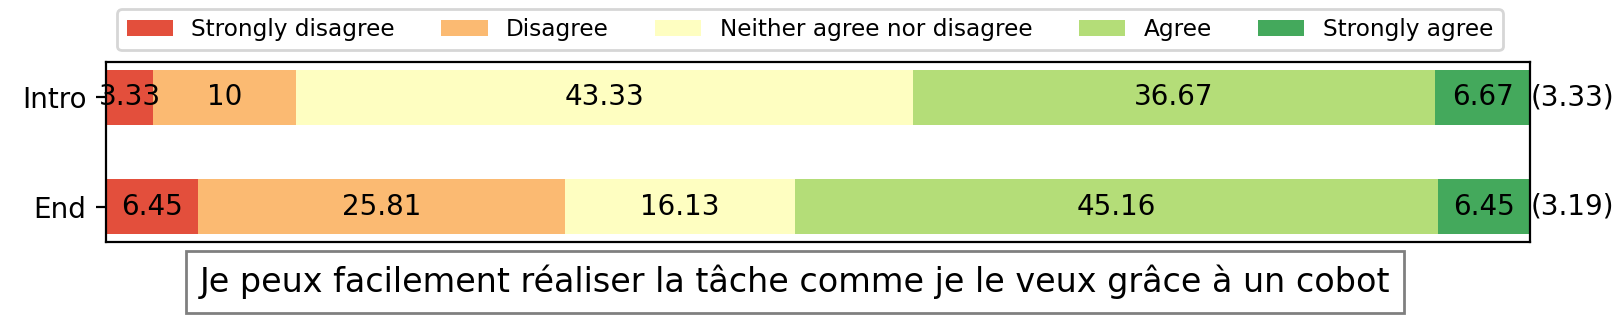 Strongly disagree Disagree Neither agree nor disagree Agree Strongly agree
Intro 3.33 10 43.33 36.67 6.67 (3.33)
End 6.45 25.81 16.13 45.16 6.45 (3.19)
Je peux facilement réaliser la tâche comme je le veux grâce à un cobot